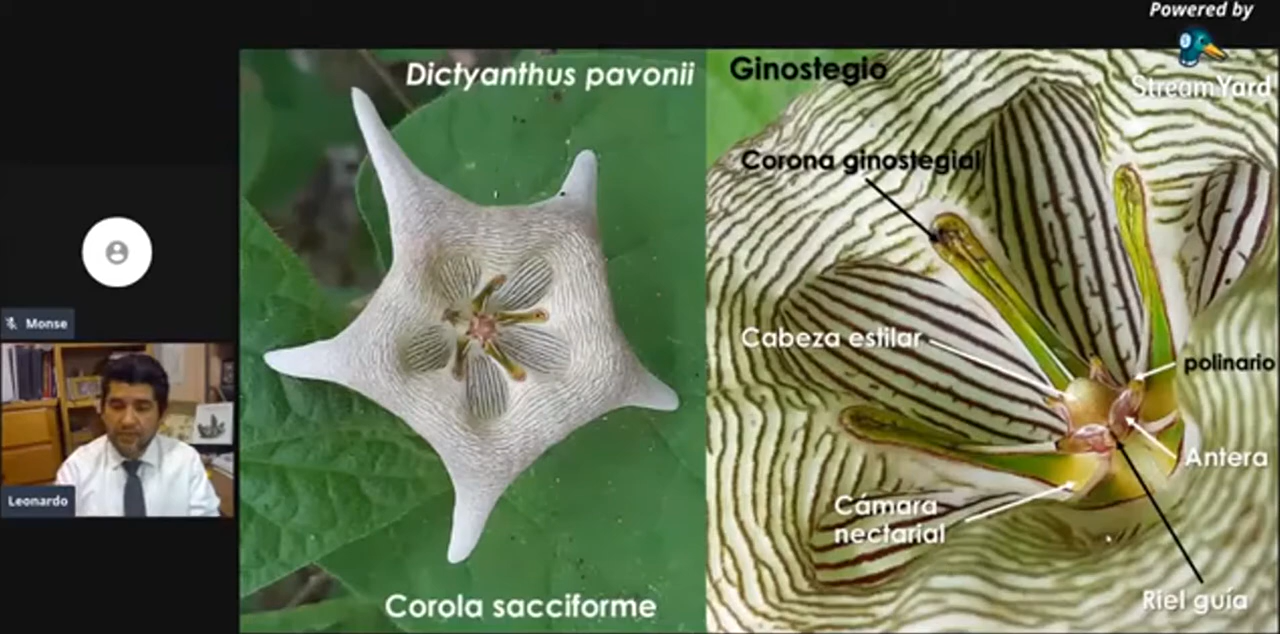 Powered by
StreamYard
Dictyanthus pavonii
Ginostegio
Corona ginostegial
Cabeza estilar
polinario
Antera
Cámara
nectarial
Riel guía
Corola sacciforme
Monse
Leonardo